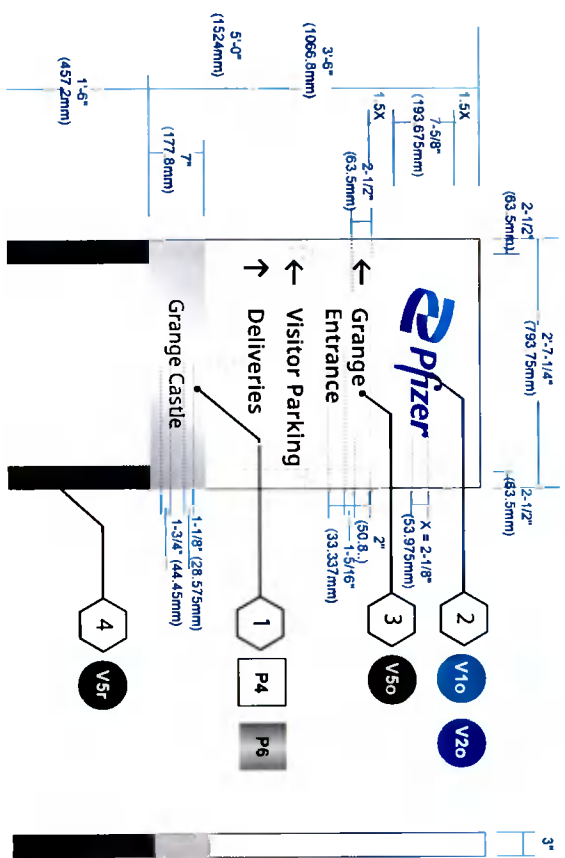 2'-7-1/4"
(793.75mm)
2-1/2"
(63.5mm)
2-1/2"
(63.5mm)
3"
1.5X
7-5/8"
(193.675mm)
1.5X
3'-6"
(1066.8mm)
5'-0"
(1524mm)
2-1/2"
(63.5mm)
7"
(177.8mm)
1'-6"
(457.2mm)
Pfizer
← Grange
Entrance
← Visitor Parking
→ Deliveries
Grange Castle
X = 2-1/8"
(53.975mm)
2"
(50.8..)
1-5/16"
(33.337mm)
1-1/8" (28.575mm)
1-3/4" (44.45mm)
2
V1o
V2o
3
V5o
1
P4
P6
4
V5r